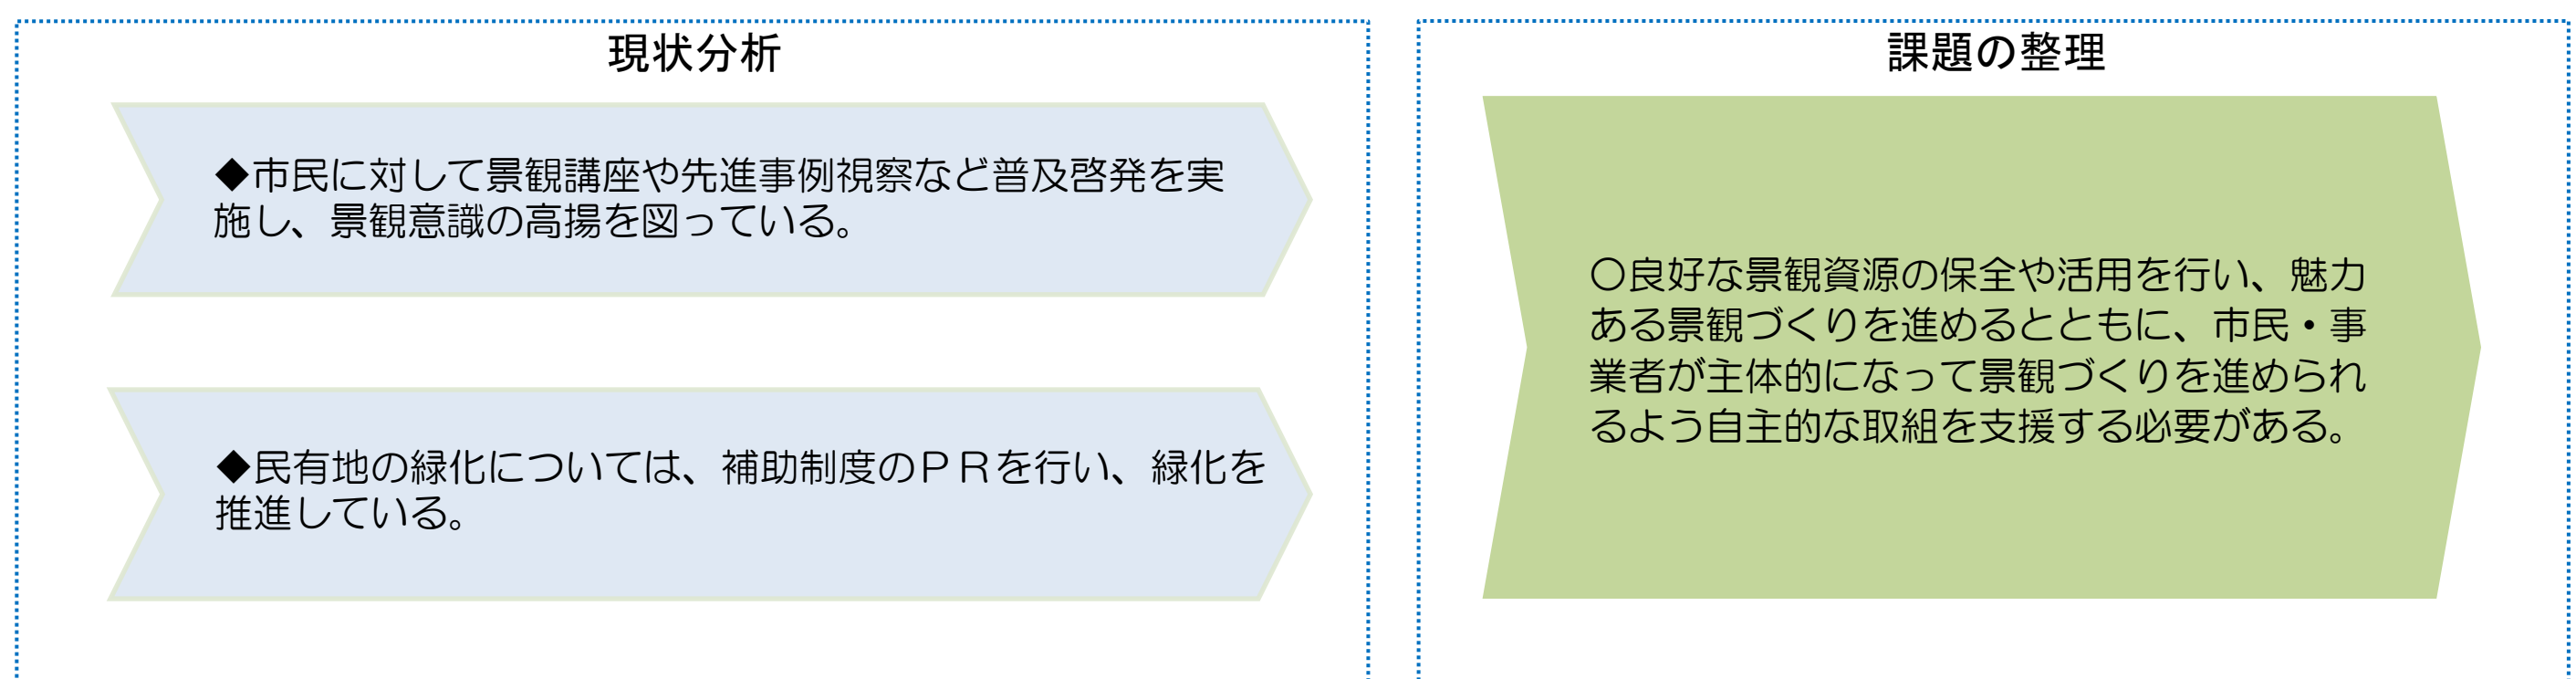 現状分析
◆市民に対して景観講座や先進事例視察など普及啓発を実
施し、景観意識の高揚を図っている。
◆民有地の緑化については、補助制度のＰＲを行い、緑化を
推進している。
課題の整理
○良好な景観資源の保全や活用を行い、魅力
ある景観づくりを進めるとともに、市民・事
業者が主体的になって景観づくりを進められ
るよう自主的な取組を支援する必要がある。